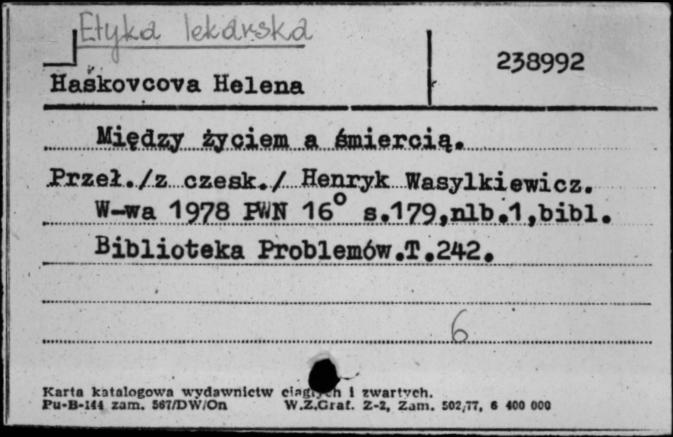 Etyka lekarska
238992
Haškovcova Helena
Między życiem a śmiercią.
Przeł./z czesk./ Henryk Wasylkiewicz.
W-wa 1978 PWN 16° s.179,nlb.1,bibl.
Biblioteka Problemów.T.242.
6
Karta katalogowa wydawnictw ciągłych i zwartych.
Pu-B-144 zam. 567/DW/On W.Z.Graf. Z-2, Zam. 502/77, 6 400 000